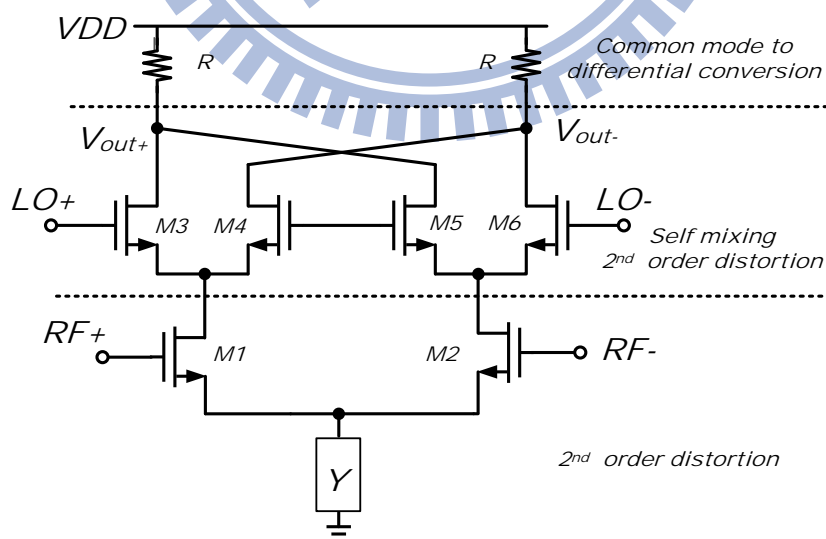 VDD
R
R
Common mode to
differential conversion
Vout+
Vout-
LO+
M3
M4
M5
M6
LO-
Self mixing
2nd order distortion
RF+
M1
M2
RF-
Y
2nd order distortion